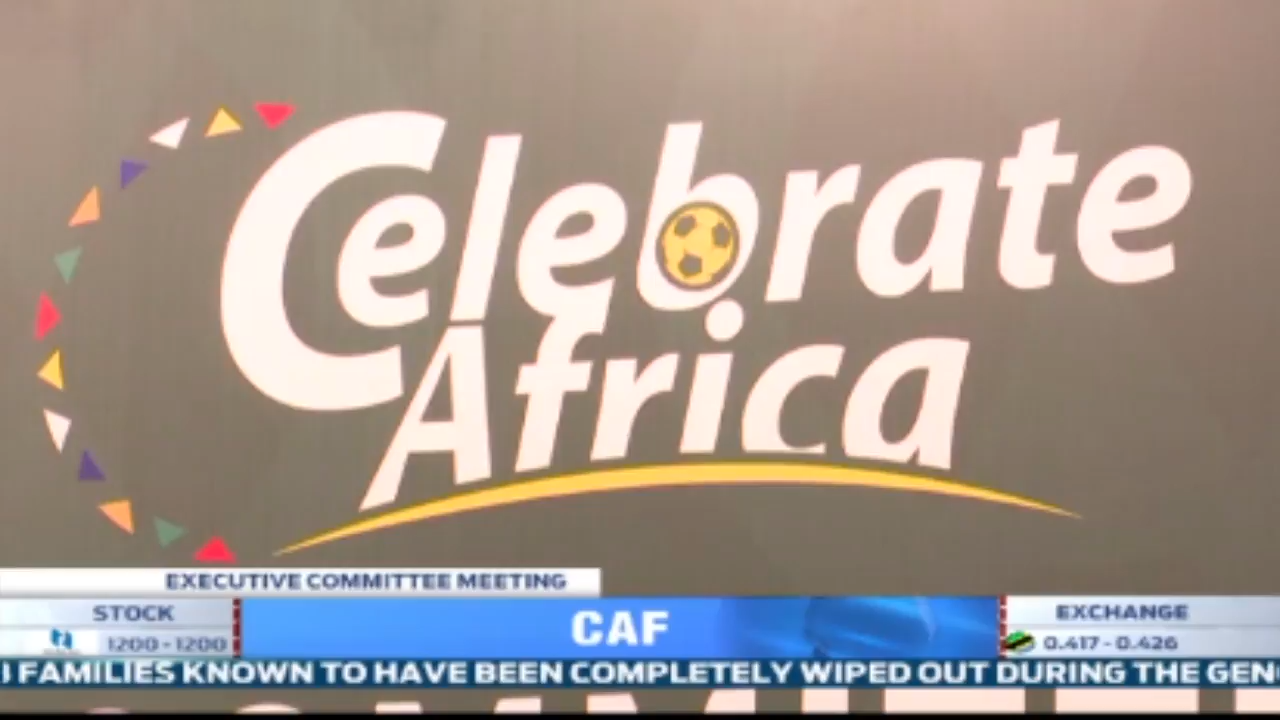 Celebrate
Africa
EXECUTIVE COMMITTEE MEETING
STOCK
1200 - 1200
CAF
EXCHANGE
0.417 - 0.426
I FAMILIES KNOWN TO HAVE BEEN COMPLETELY WIPED OUT DURING THE GEN